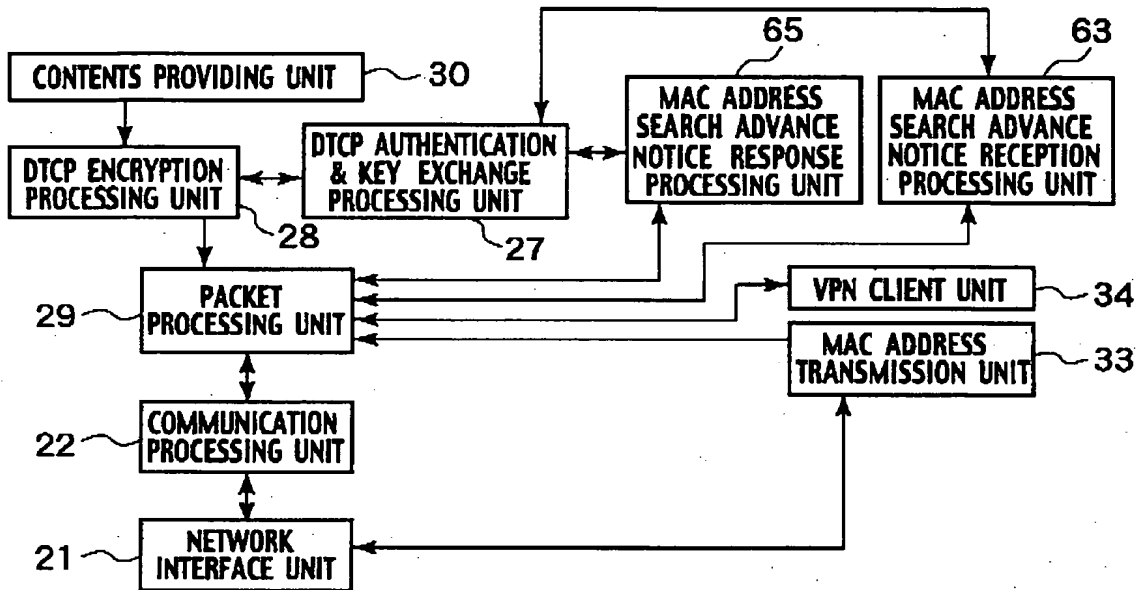 65
63
CONTENTS PROVIDING UNIT
30
MAC ADDRESS
SEARCH ADVANCE
NOTICE RESPONSE
PROCESSING UNIT
MAC ADDRESS
SEARCH ADVANCE
NOTICE RECEPTION
PROCESSING UNIT
DTCP ENCRYPTION
PROCESSING UNIT
28
DTCP AUTHENTICATION
& KEY EXCHANGE
PROCESSING UNIT
27
29
PACKET
PROCESSING UNIT
VPN CLIENT UNIT
34
MAC ADDRESS
TRANSMISSION UNIT
33
22
COMMUNICATION
PROCESSING UNIT
21
NETWORK
INTERFACE UNIT